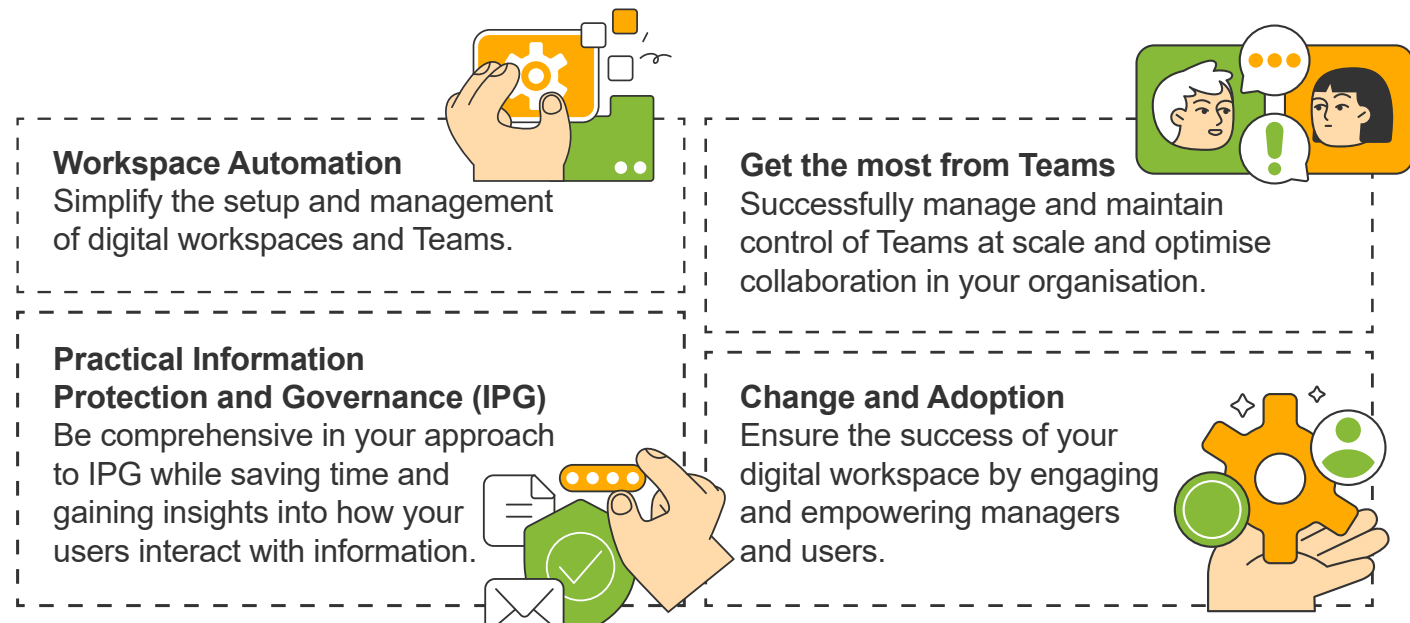 Workspace Automation
Simplify the setup and management
of digital workspaces and Teams.
Get the most from Teams
Successfully manage and maintain
control of Teams at scale and optimise
collaboration in your organisation.
Practical Information
Protection and Governance (IPG)
Be comprehensive in your approach
to IPG while saving time and
gaining insights into how your
users interact with information.
Change and Adoption
Ensure the success of your
digital workspace by engaging
and empowering managers
and users.